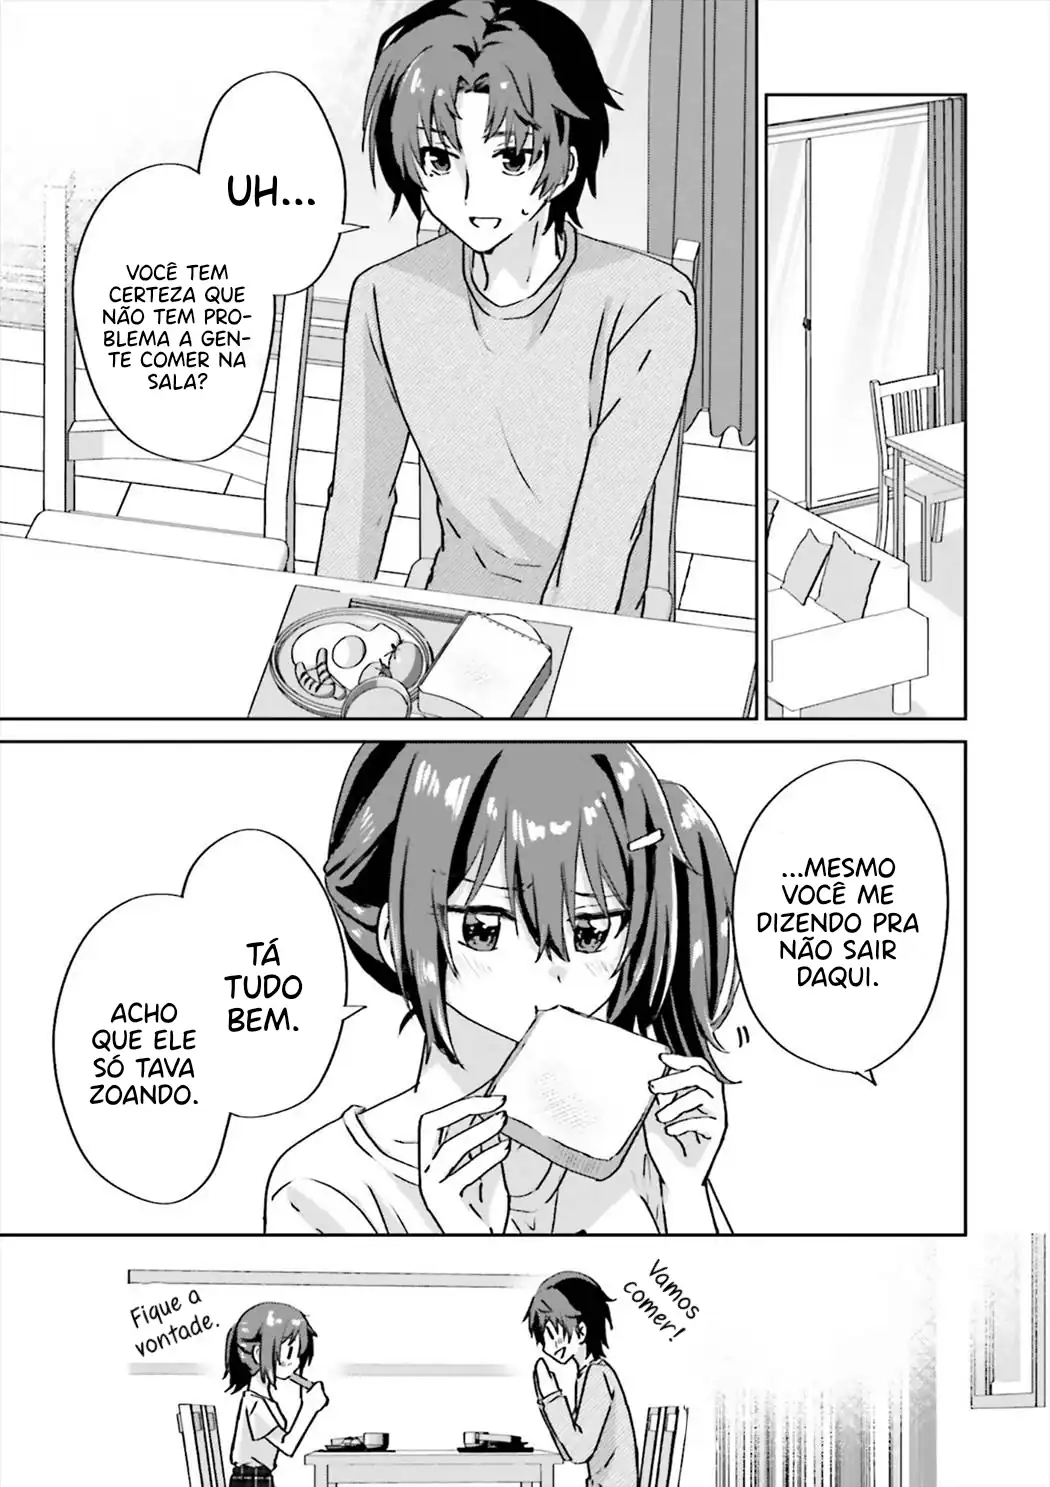 UH...
VOCÊ TEM
CERTEZA QUE
NÃO TEM PRO-
BLEMA A GEN-
TE COMER NA
SALA?
...MESMO
VOCÊ ME
DIZENDO PRA
NÃO SAIR
DAQUI.
TÁ
TUDO
BEM.
ACHO
QUE ELE
SÓ TAVA
ZOANDO.
Vamos
comer!
Fique a
vontade.